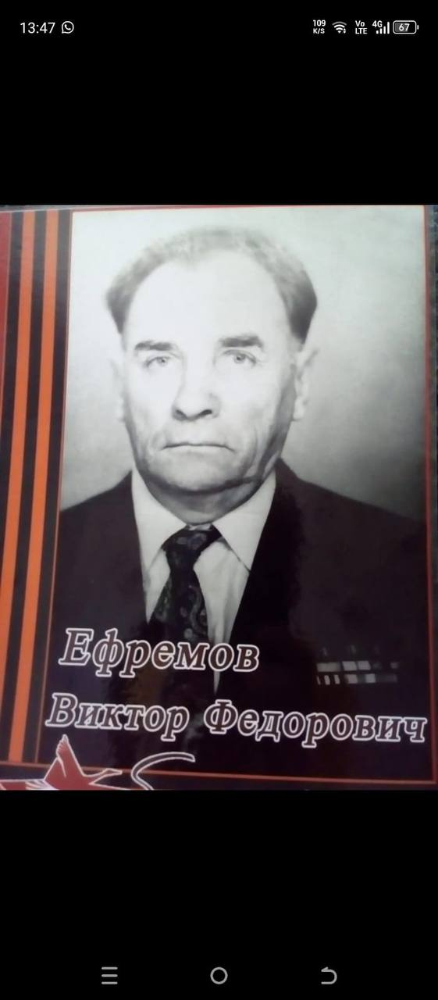 13:47
109
K/S
Vo
LTE
4G
67
Ефремов
Виктор Федорович